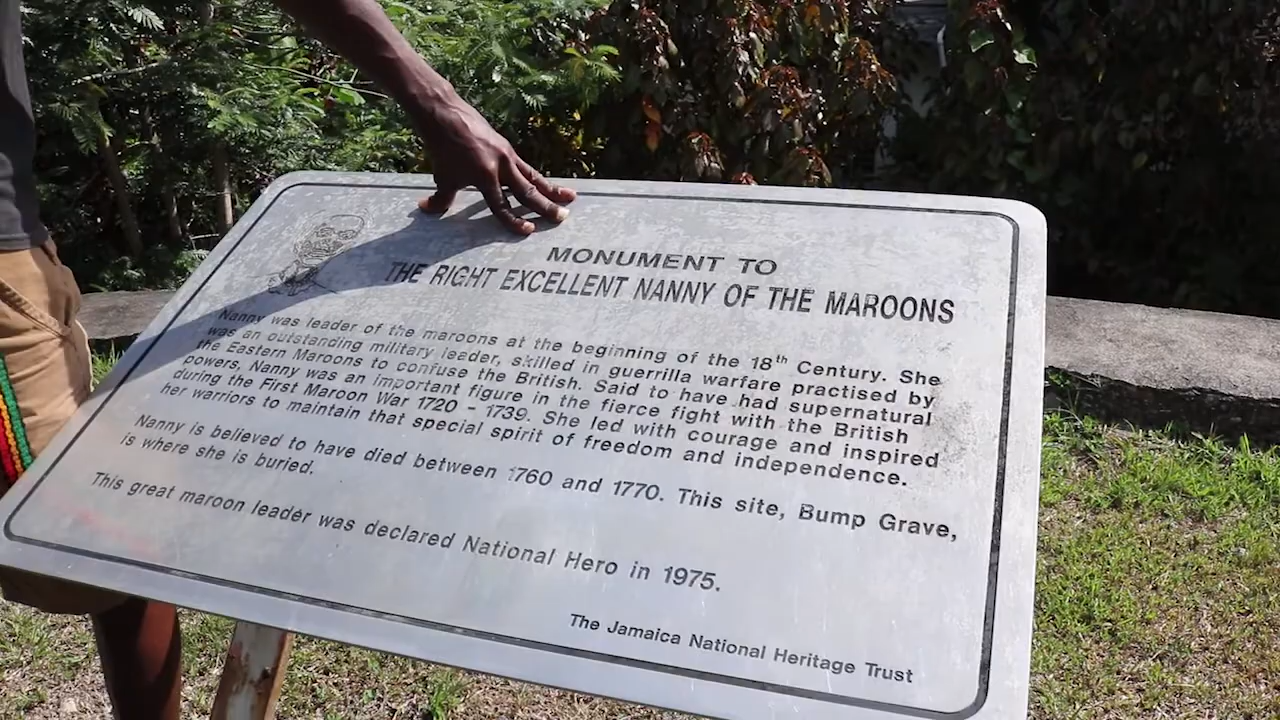 MONUMENT TO
THE RIGHT EXCELLENT NANNY OF THE MAROONS
Nanny was leader of the maroons at the beginning of the 18th Century. She
was an outstanding military leader, skilled in guerrilla warfare practised by
the Eastern Maroons to confuse the British. Said to have had supernatural
powers, Nanny was an important figure in the fierce fight with the British
during the First Maroon War 1720 - 1739. She led with courage and inspired
her warriors to maintain that special spirit of freedom and independence.
Nanny is believed to have died between 1760 and 1770. This site, Bump Grave,
is where she is buried.
This great maroon leader was declared National Hero in 1975.
The Jamaica National Heritage Trust